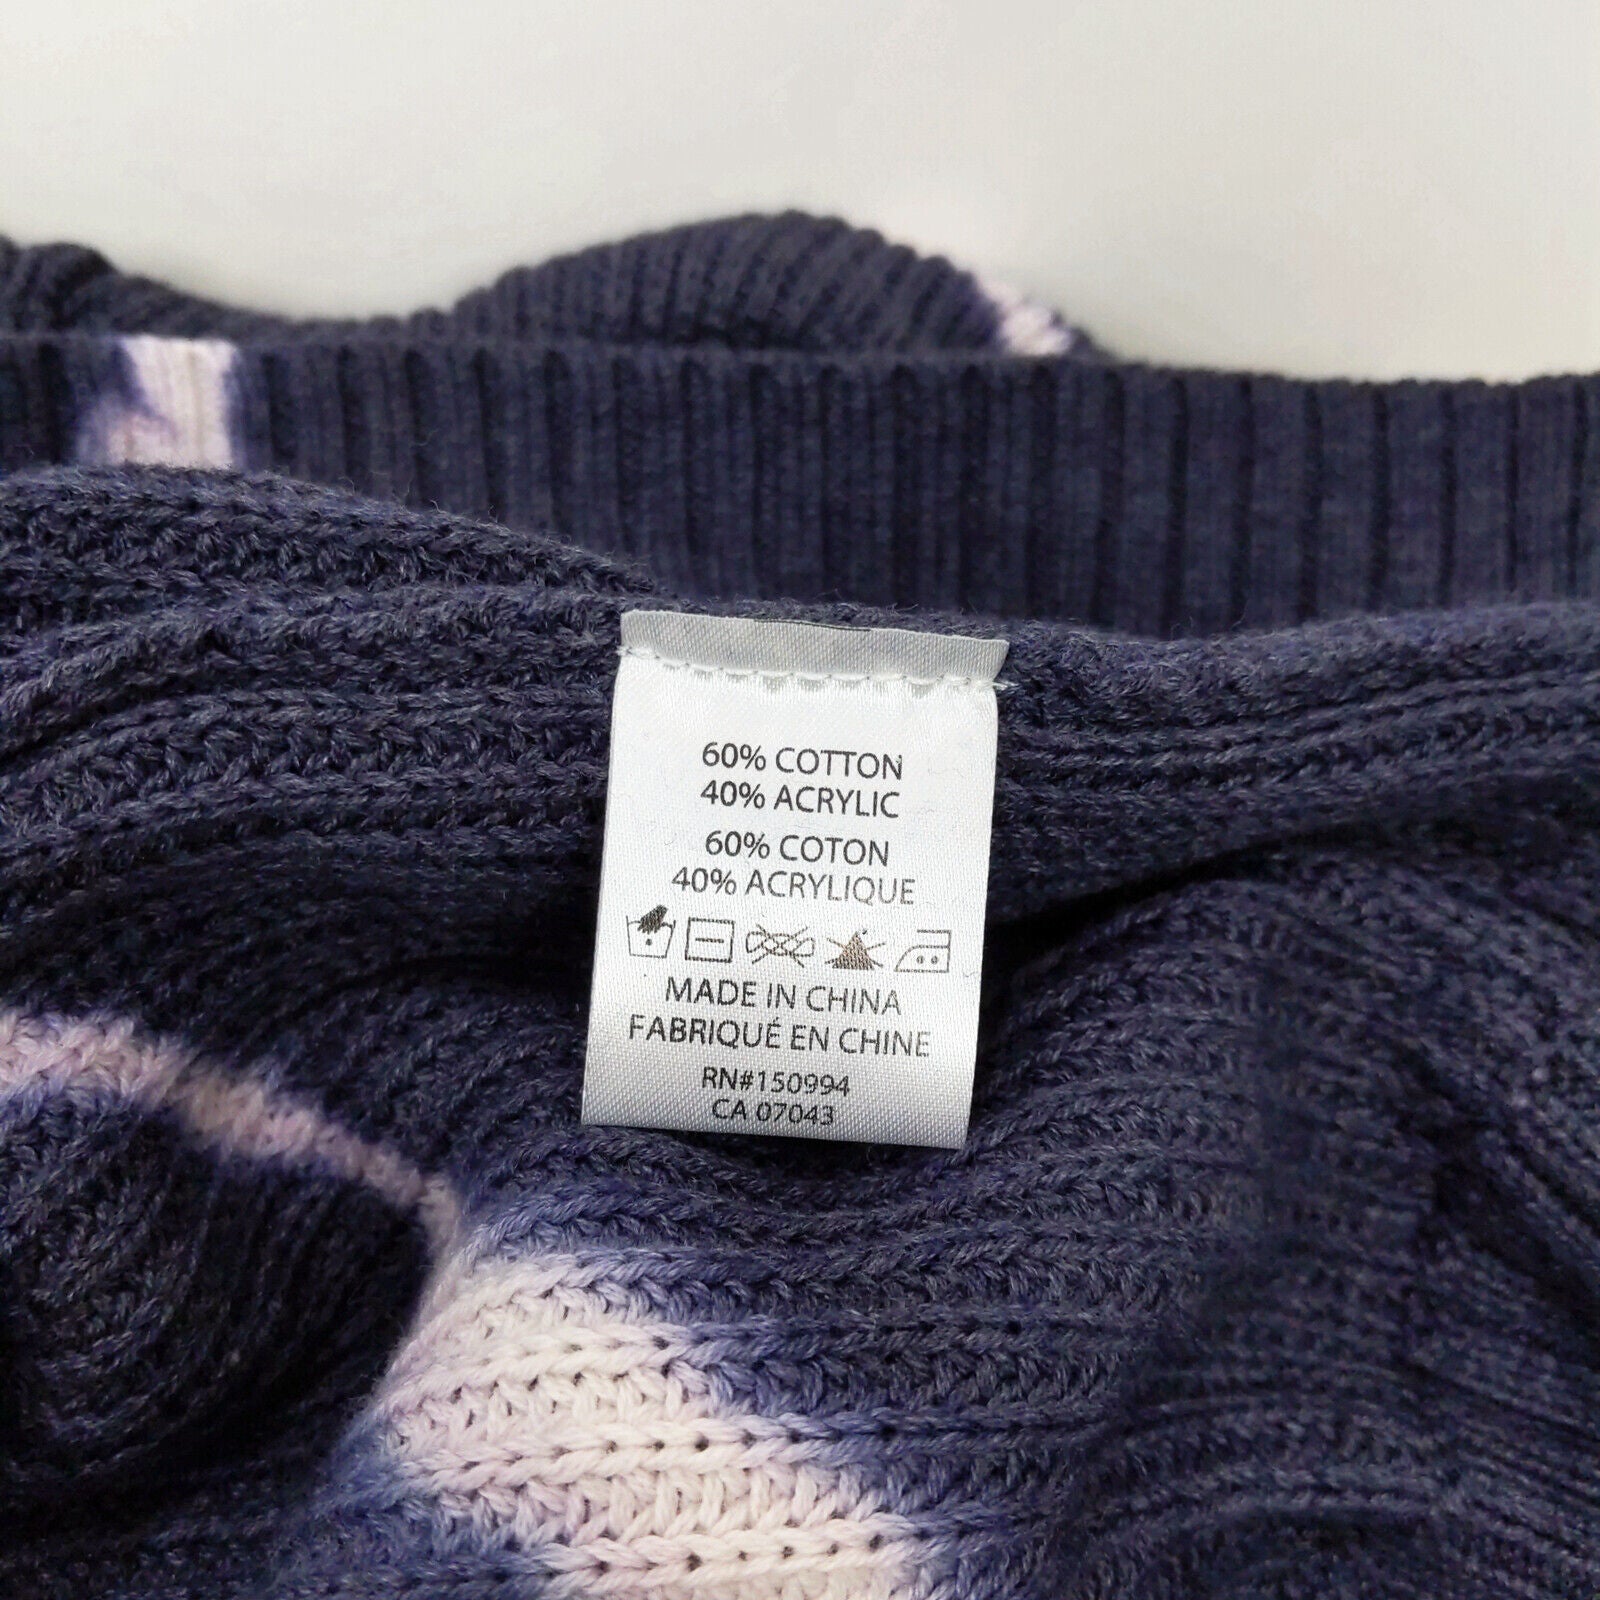 60% COTTON
40% ACRYLIC
60% COTON
40% ACRYLIQUE
MADE IN CHINA
FABRIQUÉ EN CHINE
RN#150994
CA 07043